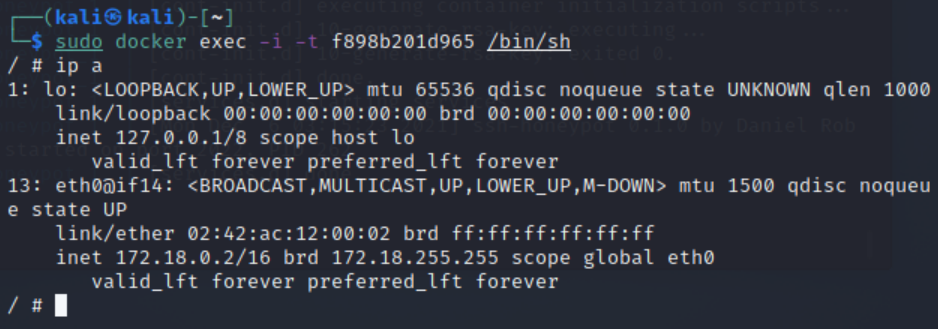 ┌──(kali㉿kali)-[~]
└─$ sudo docker exec -i -t f898b201d965 /bin/sh
/ # ip a
1: lo: <LOOPBACK,UP,LOWER_UP> mtu 65536 qdisc noqueue state UNKNOWN qlen 1000
    link/loopback 00:00:00:00:00:00 brd 00:00:00:00:00:00
    inet 127.0.0.1/8 scope host lo
       valid_lft forever preferred_lft forever
13: eth0@if14: <BROADCAST,MULTICAST,UP,LOWER_UP,M-DOWN> mtu 1500 qdisc noqueu
e state UP
    link/ether 02:42:ac:12:00:02 brd ff:ff:ff:ff:ff:ff
    inet 172.18.0.2/16 brd 172.18.255.255 scope global eth0
       valid_lft forever preferred_lft forever
/ #